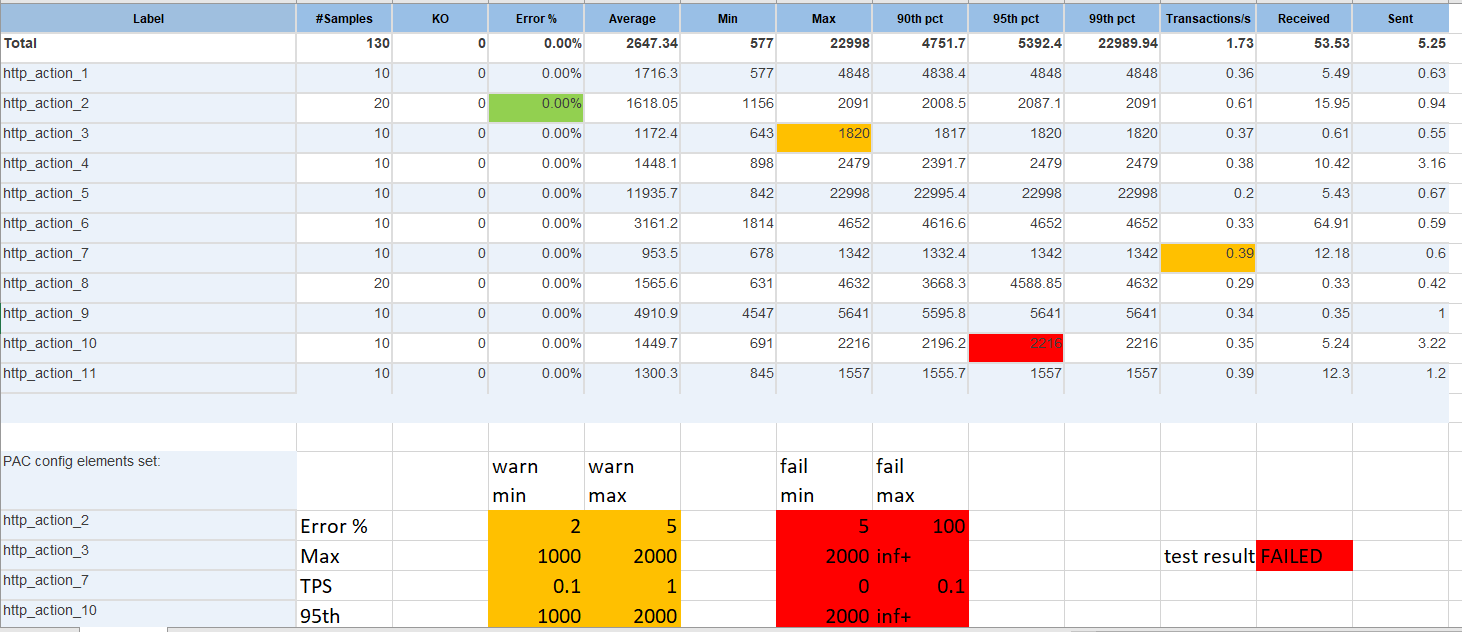 Label #Samples KO Error % Average Min Max 90th pct 95th pct 99th pct Transactions/s Received Sent
Total 130 0 0.00% 2647.34 577 22998 4751.7 5392.4 22989.94 1.73 53.53 5.25
http_action_1 10 0 0.00% 1716.3 577 4848 4838.4 4848 4848 0.36 5.49 0.63
http_action_2 20 0 0.00% 1618.05 1156 2091 2008.5 2087.1 2091 0.61 15.95 0.94
http_action_3 10 0 0.00% 1172.4 643 1820 1817 1820 1820 0.37 0.61 0.55
http_action_4 10 0 0.00% 1448.1 898 2479 2391.7 2479 2479 0.38 10.42 3.16
http_action_5 10 0 0.00% 11935.7 842 22998 22995.4 22998 22998 0.2 5.43 0.67
http_action_6 10 0 0.00% 3161.2 1814 4652 4616.6 4652 4652 0.33 64.91 0.59
http_action_7 10 0 0.00% 953.5 678 1342 1332.4 1342 1342 0.39 12.18 0.6
http_action_8 20 0 0.00% 1565.6 631 4632 3668.3 4588.85 4632 0.29 0.33 0.42
http_action_9 10 0 0.00% 4910.9 4547 5641 5595.8 5641 5641 0.34 0.35 1
http_action_10 10 0 0.00% 1449.7 691 2216 2196.2 2216 2216 0.35 5.24 3.22
http_action_11 10 0 0.00% 1300.3 845 1557 1555.7 1557 1557 0.39 12.3 1.2
PAC config elements set: warn warn fail fail
min max min max
http_action_2 Error % 2 5 5 100
http_action_3 Max 1000 2000 2000 inf+ test result FAILED
http_action_7 TPS 0.1 1 0 0.1
http_action_10 95th 1000 2000 2000 inf+